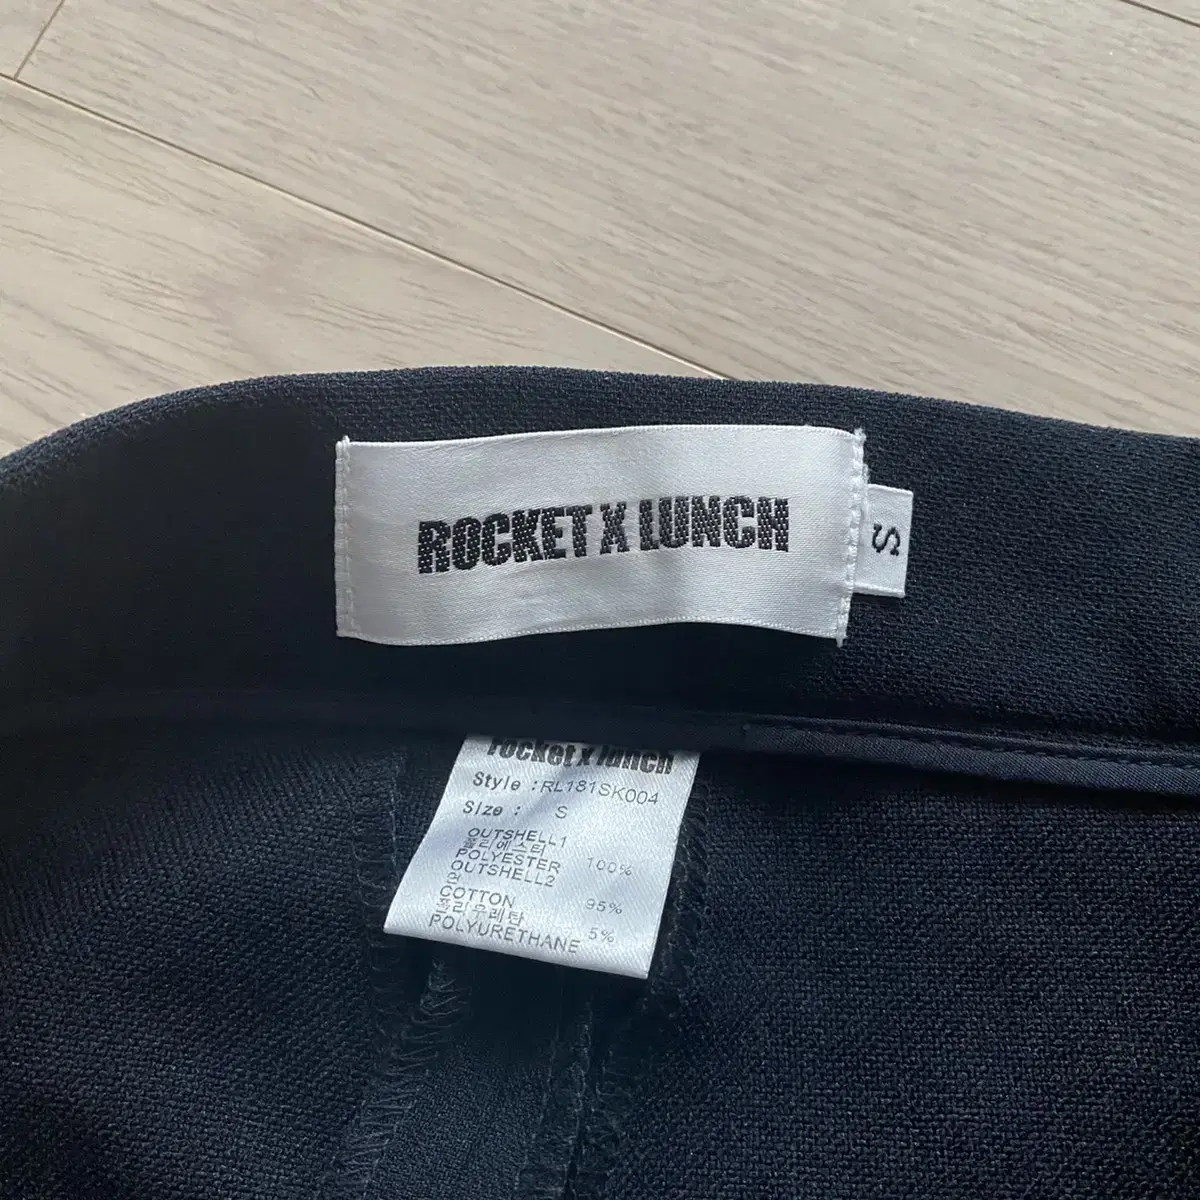 ROCKET X LUNCH
S
rocket x lunch
Style : RL181SK004
Size : S
OUTSHELL1
폴리에스터
POLYESTER 100%
OUTSHELL2
면
COTTON 95%
폴리우레탄
POLYURETHANE 5%